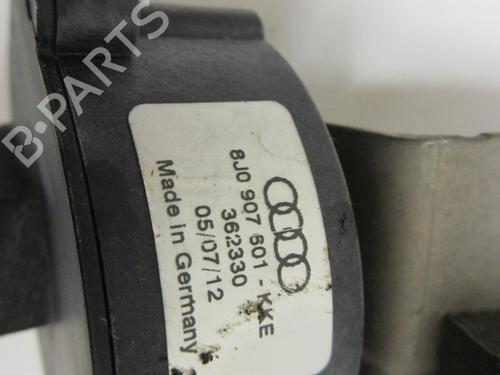 B-PARTS
8J0 907 601 - KKE
362330
05/07/12
Made in Germany